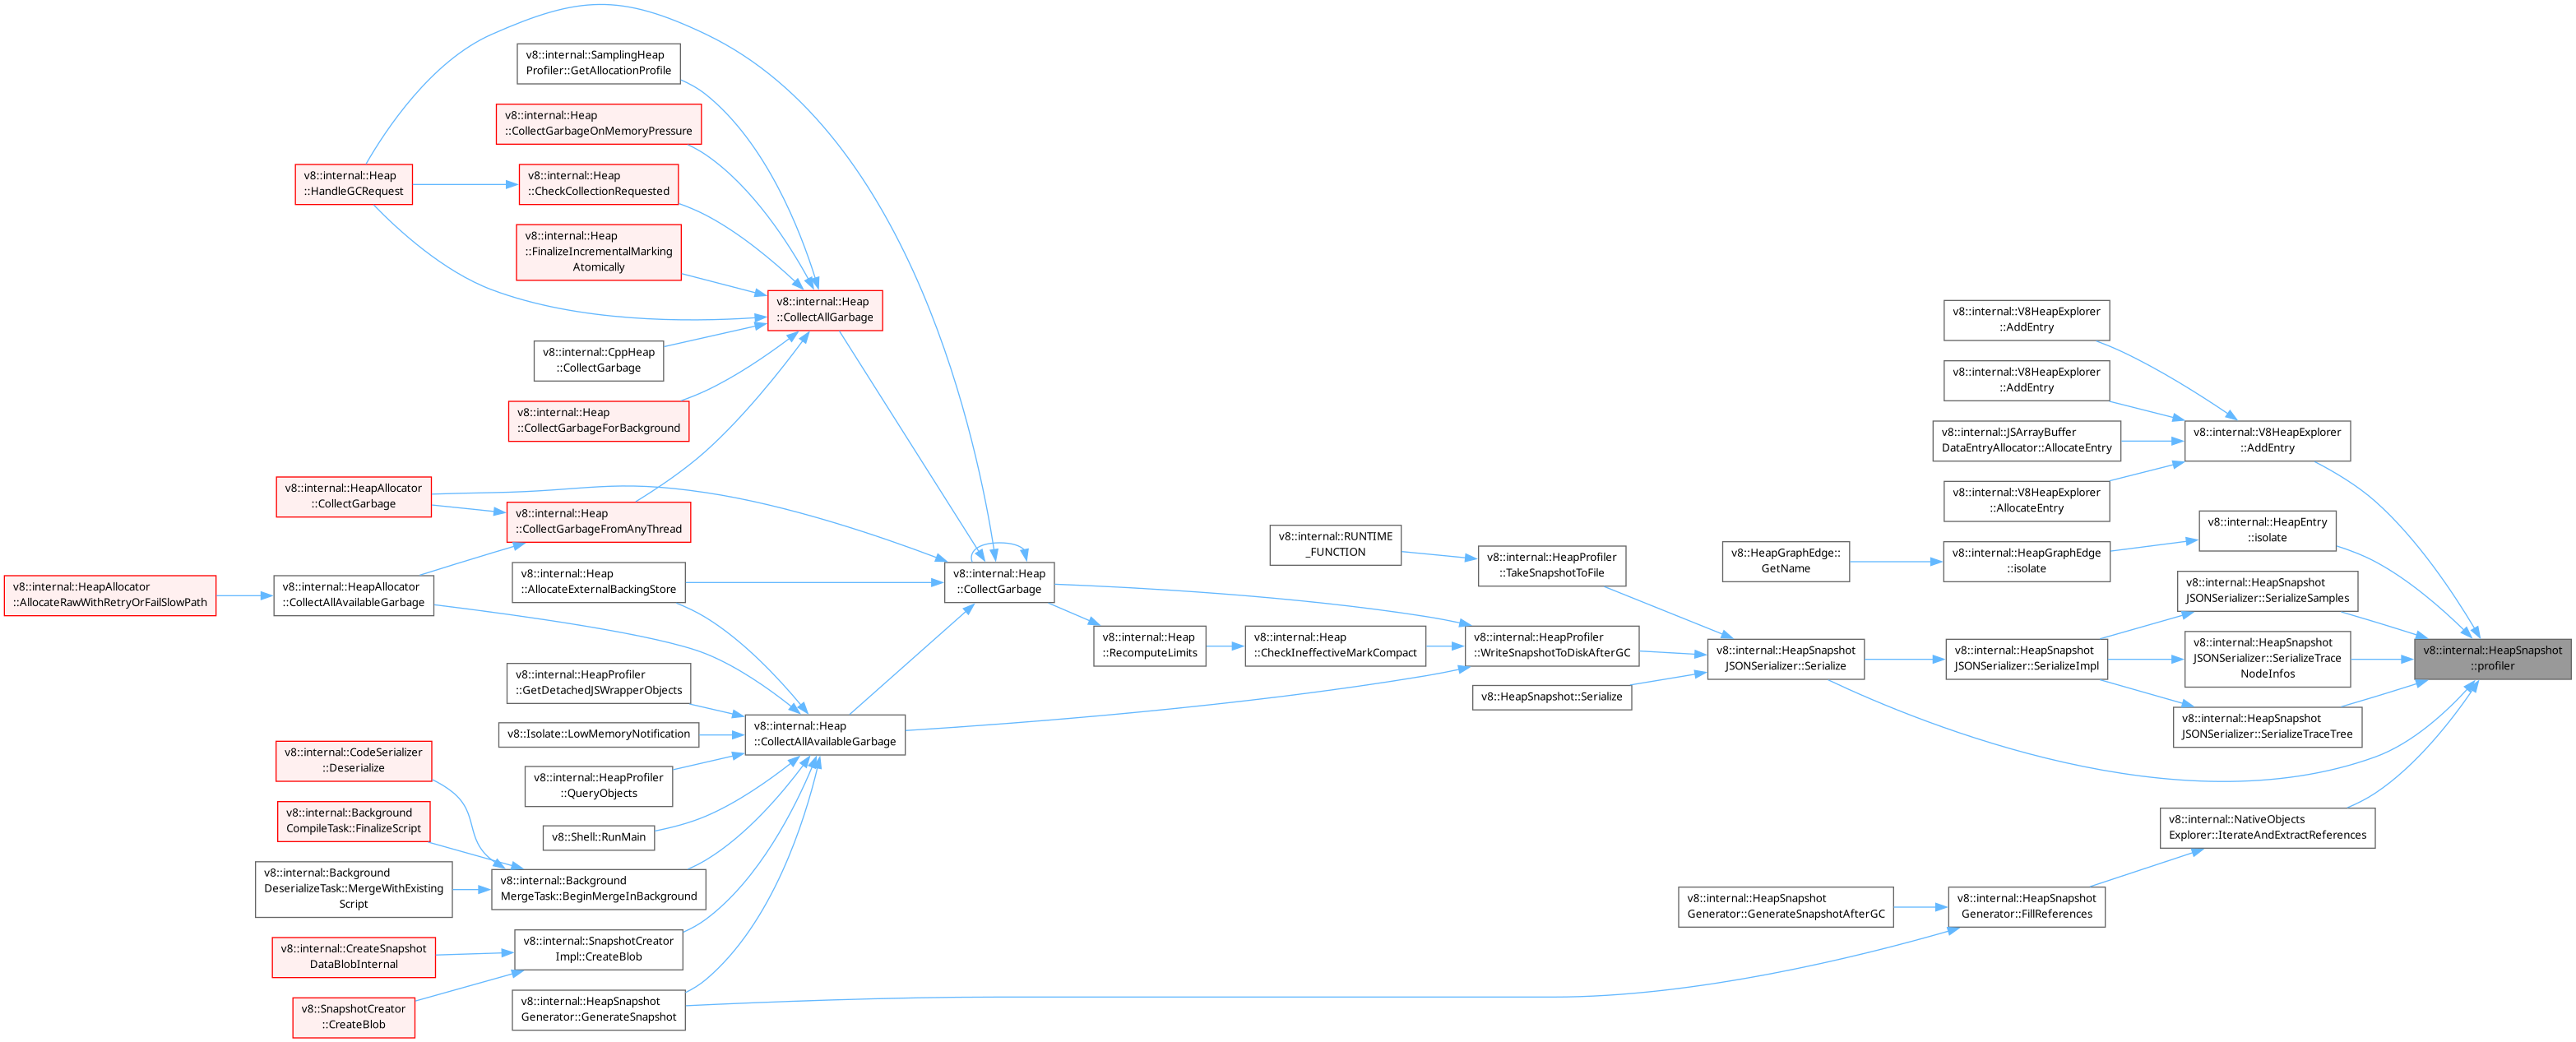 v8::internal::SamplingHeap
Profiler::GetAllocationProfile
v8::internal::Heap
::CollectGarbageOnMemoryPressure
v8::internal::Heap
::HandleGCRequest
v8::internal::Heap
::CheckCollectionRequested
v8::internal::Heap
::FinalizeIncrementalMarking
Atomically
v8::internal::Heap
::CollectAllGarbage
v8::internal::CppHeap
::CollectGarbage
v8::internal::Heap
::CollectGarbageForBackground
v8::internal::HeapAllocator
::CollectGarbage
v8::internal::Heap
::CollectGarbageFromAnyThread
v8::internal::HeapAllocator
::AllocateRawWithRetryOrFailSlowPath
v8::internal::HeapAllocator
::CollectAllAvailableGarbage
v8::internal::Heap
::AllocateExternalBackingStore
v8::internal::Heap
::CollectGarbage
v8::internal::HeapProfiler
::GetDetachedJSWrapperObjects
v8::Isolate::LowMemoryNotification
v8::internal::Heap
::CollectAllAvailableGarbage
v8::internal::HeapProfiler
::QueryObjects
v8::Shell::RunMain
v8::internal::CodeSerializer
::Deserialize
v8::internal::Background
CompileTask::FinalizeScript
v8::internal::Background
DeserializeTask::MergeWithExisting
Script
v8::internal::Background
MergeTask::BeginMergeInBackground
v8::internal::CreateSnapshot
DataBlobInternal
v8::internal::SnapshotCreator
Impl::CreateBlob
v8::SnapshotCreator
::CreateBlob
v8::internal::HeapSnapshot
Generator::GenerateSnapshot
v8::internal::Heap
::RecomputeLimits
v8::internal::Heap
::CheckIneffectiveMarkCompact
v8::internal::RUNTIME
_FUNCTION
v8::internal::HeapProfiler
::TakeSnapshotToFile
v8::internal::HeapProfiler
::WriteSnapshotToDiskAfterGC
v8::HeapSnapshot::Serialize
v8::internal::HeapSnapshot
JSONSerializer::Serialize
v8::HeapGraphEdge::
GetName
v8::internal::V8HeapExplorer
::AddEntry
v8::internal::V8HeapExplorer
::AddEntry
v8::internal::JSArrayBuffer
DataEntryAllocator::AllocateEntry
v8::internal::V8HeapExplorer
::AllocateEntry
v8::internal::V8HeapExplorer
::AddEntry
v8::internal::HeapGraphEdge
::isolate
v8::internal::HeapEntry
::isolate
v8::internal::HeapSnapshot
JSONSerializer::SerializeSamples
v8::internal::HeapSnapshot
JSONSerializer::SerializeImpl
v8::internal::HeapSnapshot
JSONSerializer::SerializeTrace
NodeInfos
v8::internal::HeapSnapshot
JSONSerializer::SerializeTraceTree
v8::internal::HeapSnapshot
::profiler
v8::internal::NativeObjects
Explorer::IterateAndExtractReferences
v8::internal::HeapSnapshot
Generator::GenerateSnapshotAfterGC
v8::internal::HeapSnapshot
Generator::FillReferences